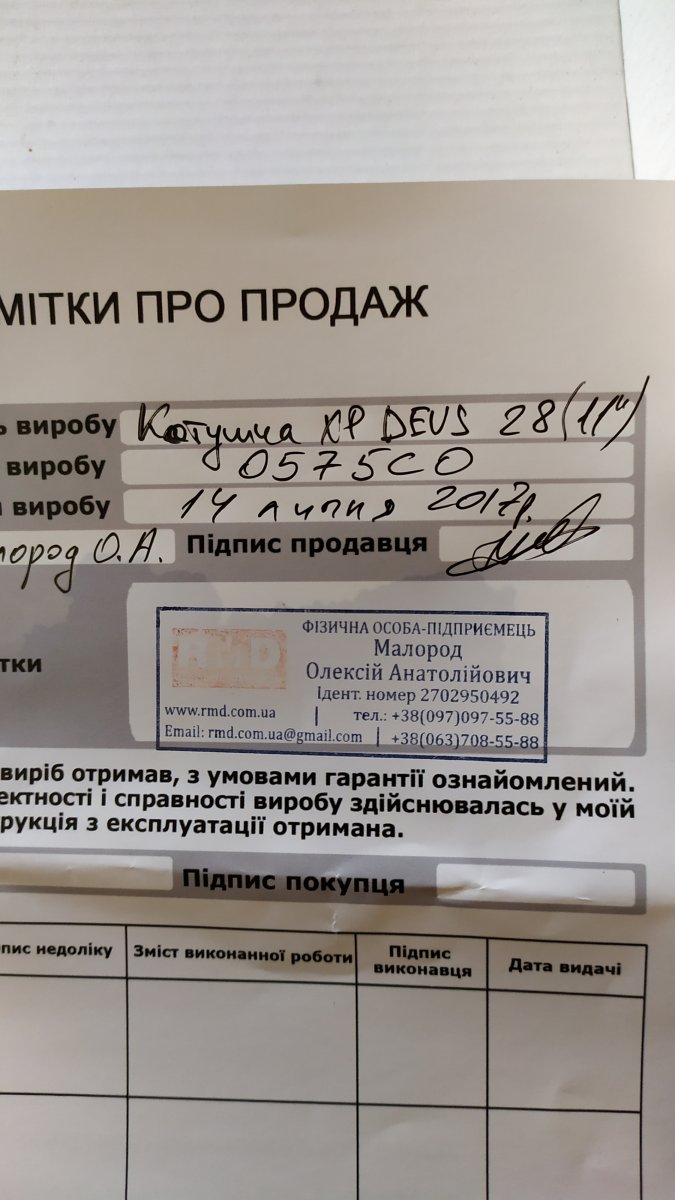 МІТКИ ПРО ПРОДАЖ
ь виробу Котушка XP DEUS 28 (11")
виробу 0575CO
виробу 14 липня 2017р.
лород О.А. Підпис продавця
ФІЗИЧНА ОСОБА-ПІДПРИЄМЕЦЬ
RMD Малород
Олексій Анатолійович
Ідент. номер 2702950492
тки
www.rmd.com.ua | тел.: +38(097)097-55-88
Email: rmd.com.ua@gmail.com | +38(063)708-55-88
виріб отримав, з умовами гарантії ознайомлений.
ектності і справності виробу здійснювалась у моїй
рукція з експлуатації отримана.
Підпис покупця
пис недоліку Зміст виконанної роботи Підпис виконавця Дата видачі